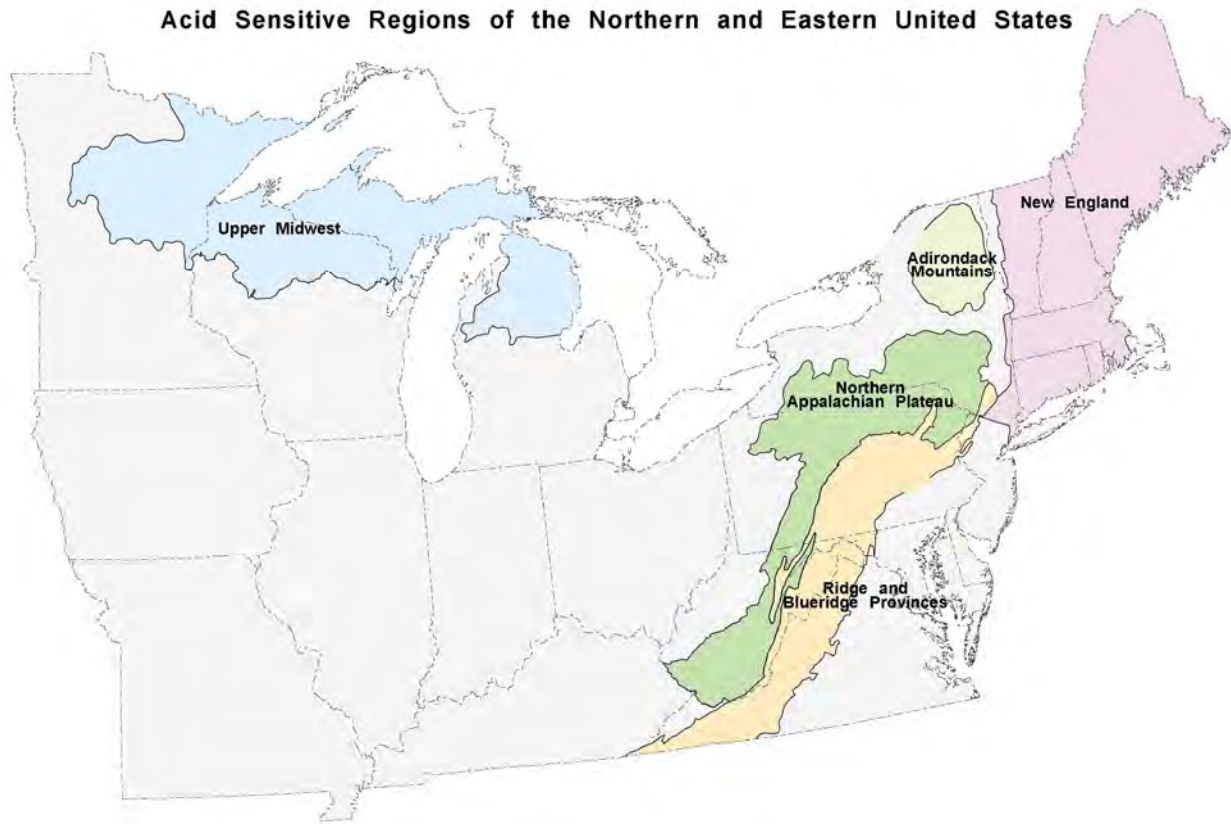 Acid Sensitive Regions of the Northern and Eastern United States
Upper Midwest
New England
Adirondack
Mountains
Northern
Appalachian Plateau
Ridge and
Blueridge Provinces